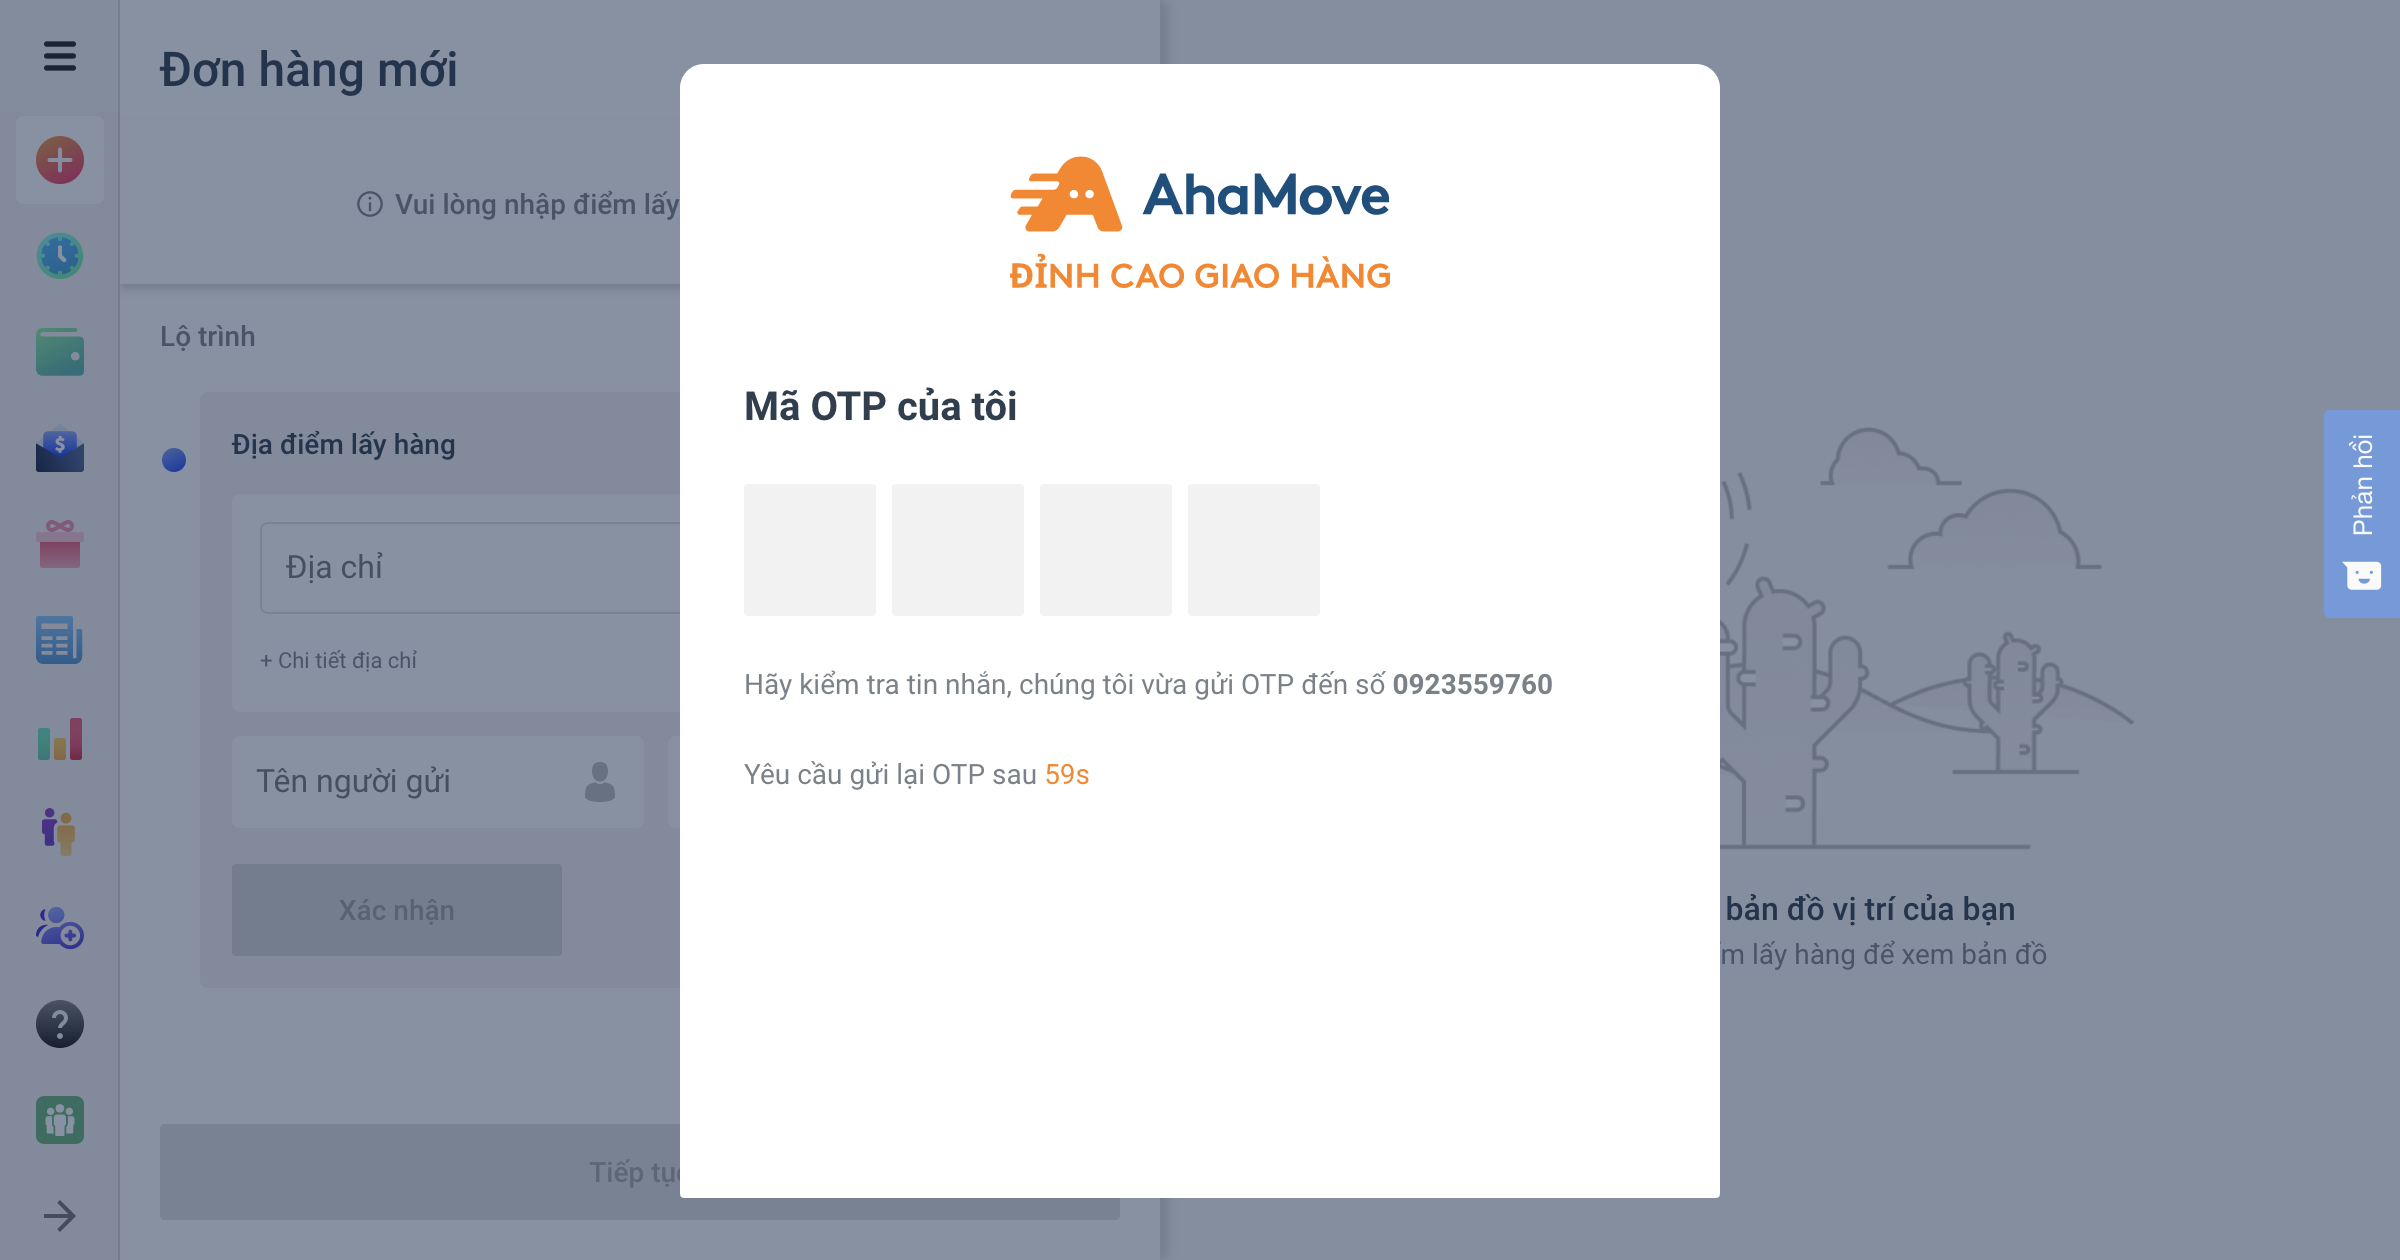 Đơn hàng mới
Vui lòng nhập điểm lấy
Lộ trình
Địa điểm lấy hàng
Địa chỉ
+ Chi tiết địa chỉ
Tên người gửi
Xác nhận
Tiếp tục
AhaMove
ĐỈNH CAO GIAO HÀNG
Mã OTP của tôi
Hãy kiểm tra tin nhắn, chúng tôi vừa gửi OTP đến số 0923559760
Yêu cầu gửi lại OTP sau 59s
bản đồ vị trí của bạn
lấy hàng để xem bản đồ
Phản hồi